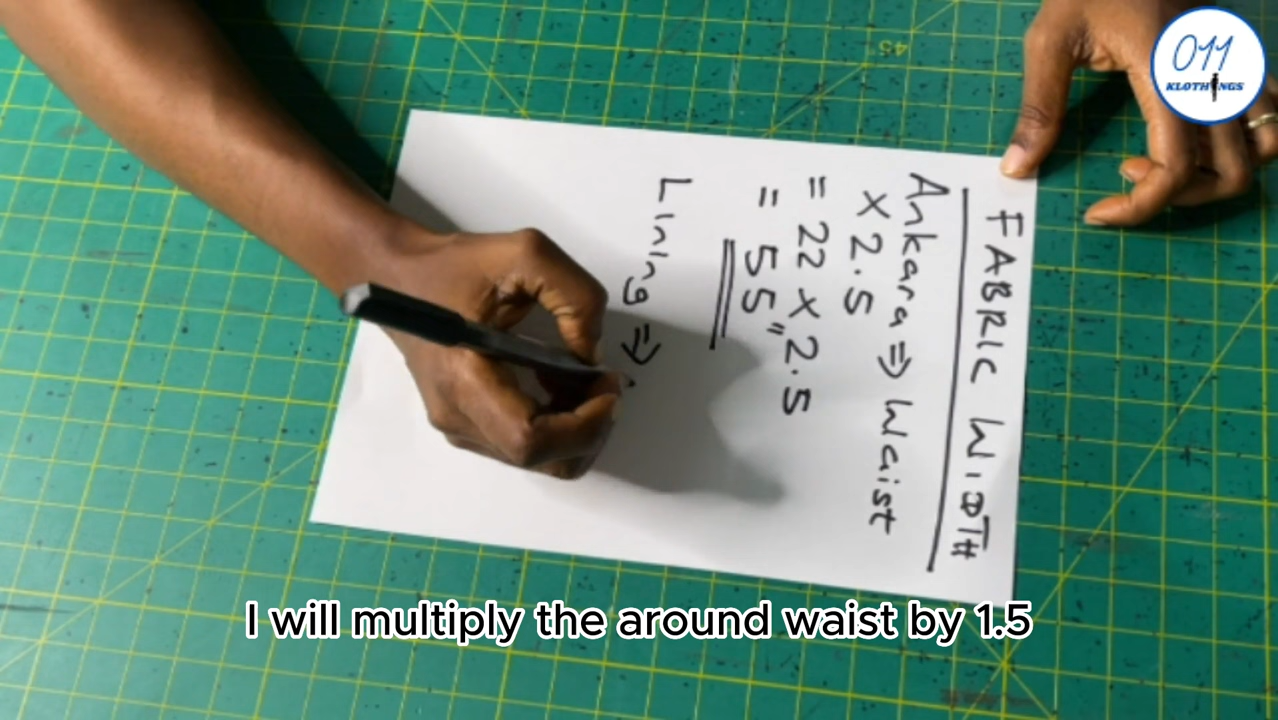 FABRIC WIDTH
Ankara ⇒ Waist
× 2.5
= 22 × 2.5
= 55"
Lining ⇒
I will multiply the around waist by 1.5
011
KLOTHINGS
45